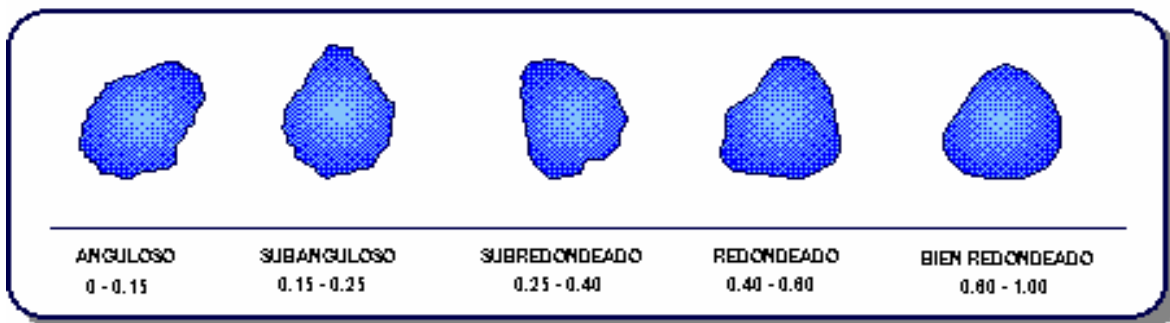 ANGULOSO SUBANGULOSO SUBREDONDEADO REDONDEADO BIEN REDONDEADO
0 - 0.15 0.15 - 0.25 0.25 - 0.40 0.40 - 0.60 0.60 - 1.00